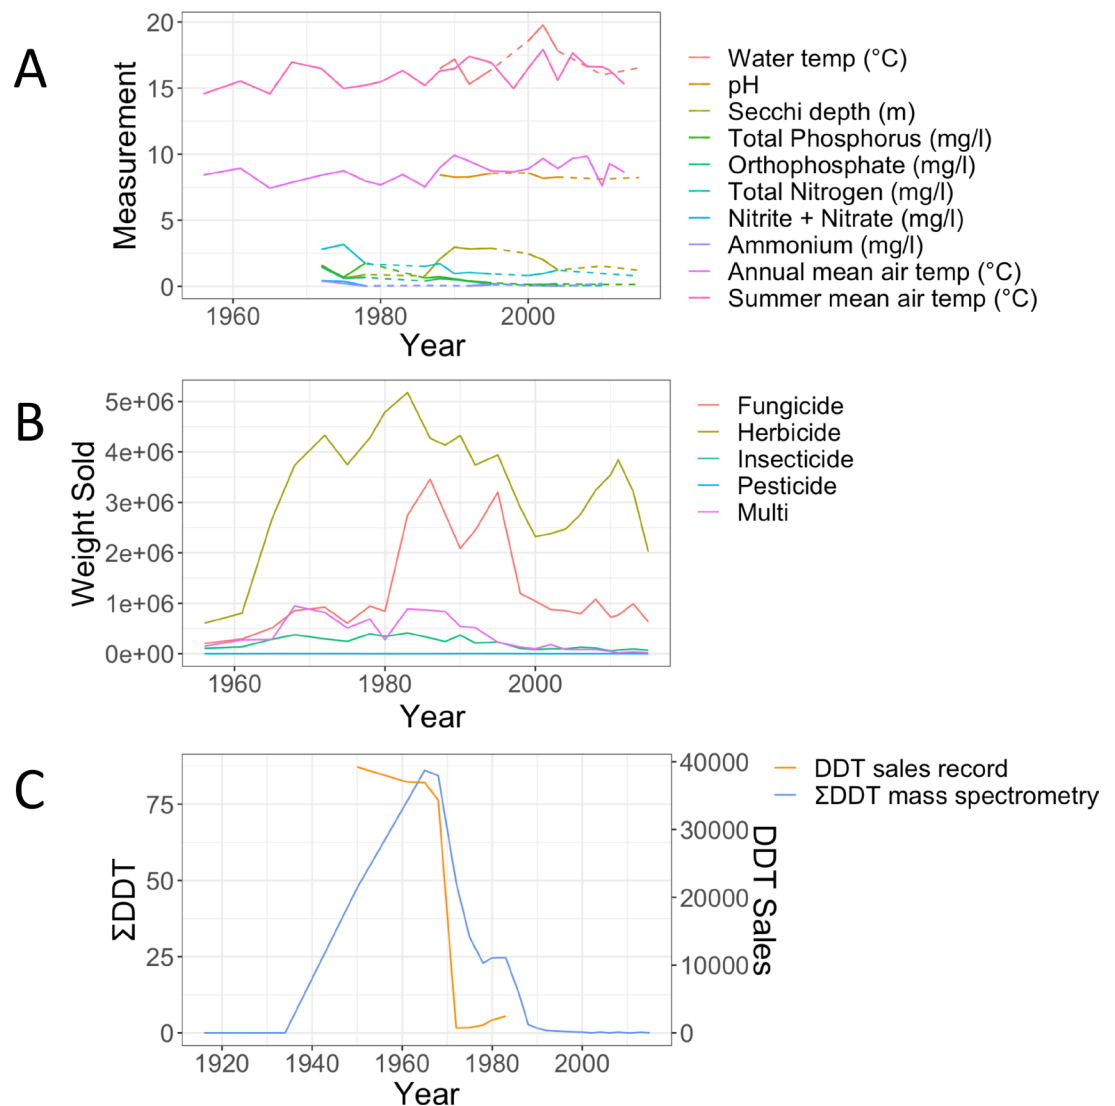 A
Measurement
20
15
10
5
0
1960
1980
2000
Year
Water temp (°C)
pH
Secchi depth (m)
Total Phosphorus (mg/l)
Orthophosphate (mg/l)
Total Nitrogen (mg/l)
Nitrite + Nitrate (mg/l)
Ammonium (mg/l)
Annual mean air temp (°C)
Summer mean air temp (°C)
B
Weight Sold
5e+06
4e+06
3e+06
2e+06
1e+06
0e+00
1960
1980
2000
Year
Fungicide
Herbicide
Insecticide
Pesticide
Multi
C
ΣDDT
75
50
25
0
1920
1940
1960
1980
2000
Year
40000
30000
20000
10000
0
DDT Sales
DDT sales record
ΣDDT mass spectrometry